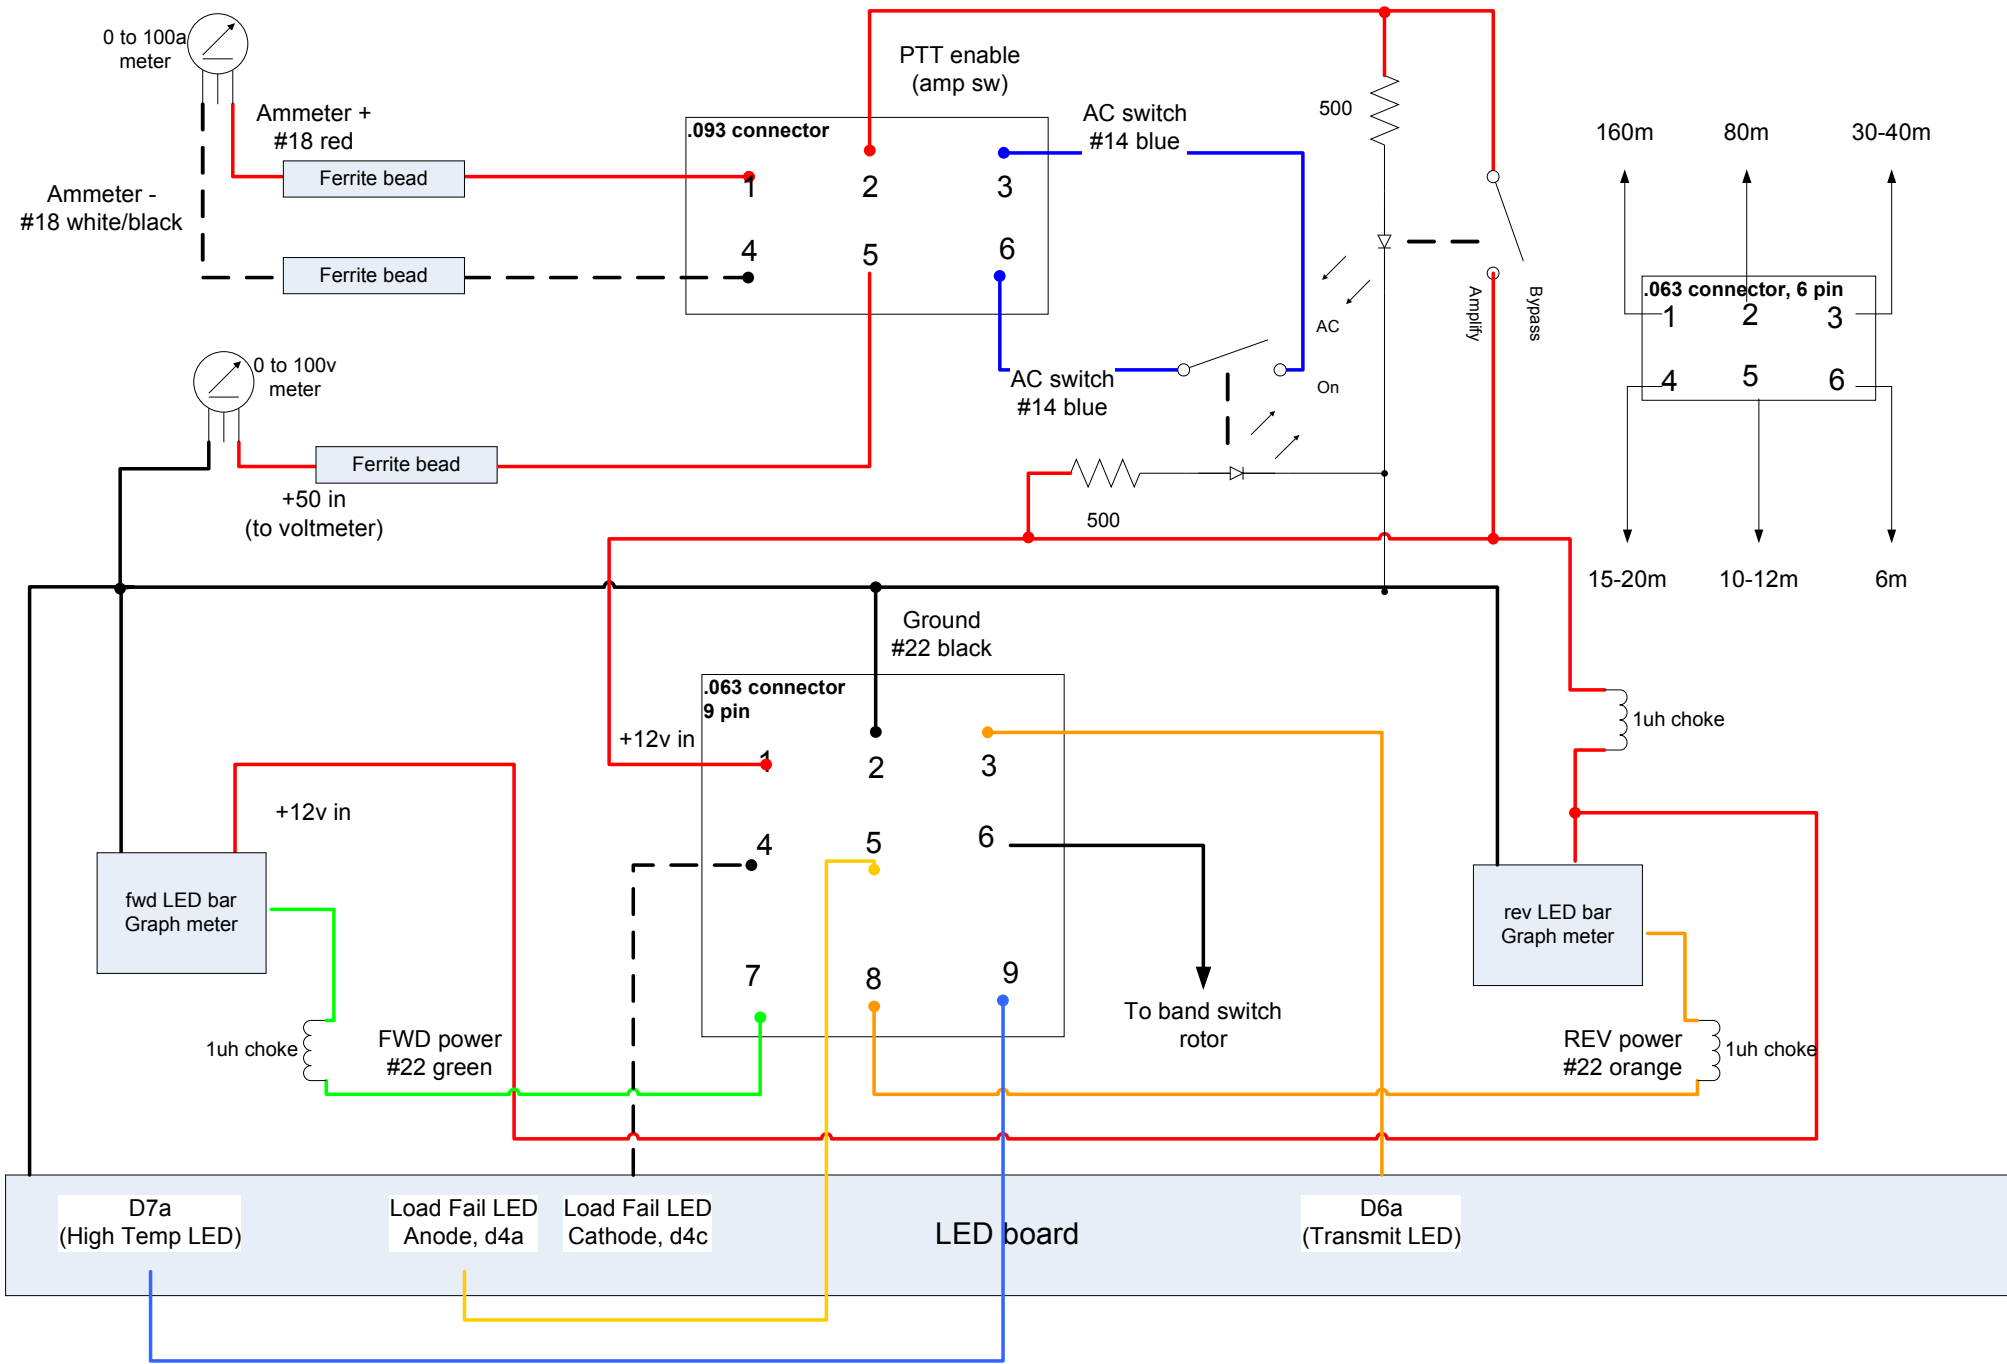 0 to 100a
meter
Ammeter +
#18 red
Ferrite bead
Ammeter -
#18 white/black
Ferrite bead
PTT enable
(amp sw)
.093 connector
1
2
3
4
5
6
AC switch
#14 blue
AC switch
#14 blue
500
AC
On
Amplify
Bypass
160m
80m
30-40m
.063 connector, 6 pin
1
2
3
4
5
6
15-20m
10-12m
6m
0 to 100v
meter
Ferrite bead
+50 in
(to voltmeter)
500
Ground
#22 black
.063 connector
9 pin
+12v in
1
2
3
4
5
6
7
8
9
1uh choke
+12v in
fwd LED bar
Graph meter
rev LED bar
Graph meter
To band switch
rotor
1uh choke
FWD power
#22 green
REV power
#22 orange
1uh choke
D7a
(High Temp LED)
Load Fail LED
Anode, d4a
Load Fail LED
Cathode, d4c
LED board
D6a
(Transmit LED)